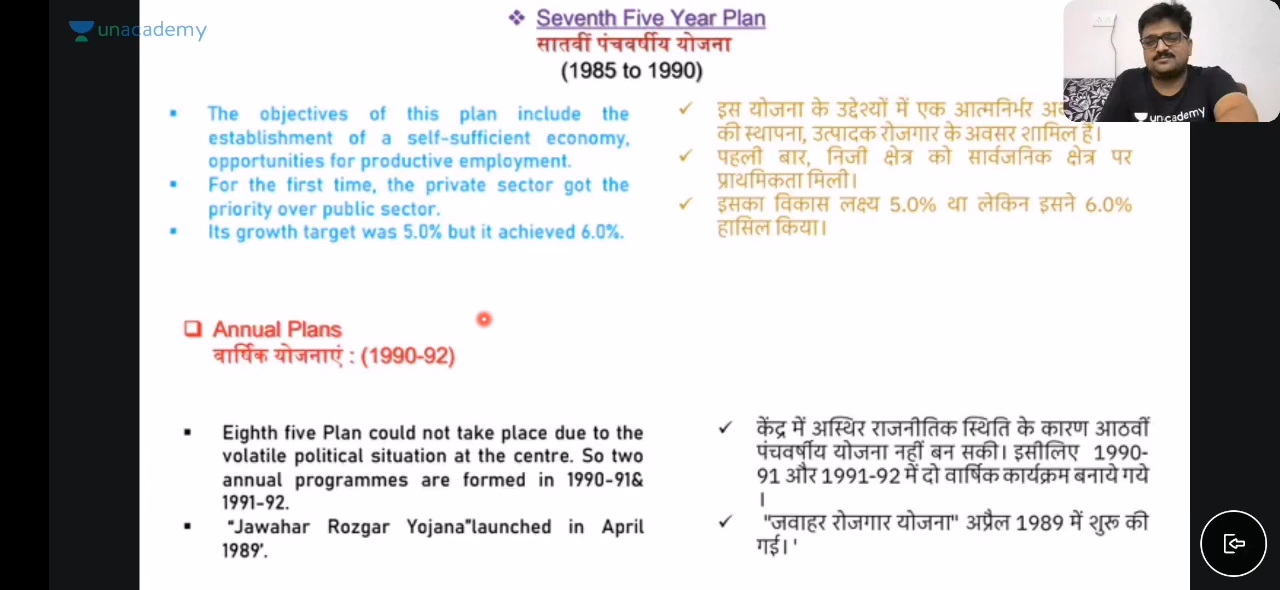 unacademy
Seventh Five Year Plan
सातवीं पंचवर्षीय योजना
(1985 to 1990)
The objectives of this plan include the
establishment of a self-sufficient economy,
opportunities for productive employment.
For the first time, the private sector got the
priority over public sector.
Its growth target was 5.0% but it achieved 6.0%.
इस योजना के उद्देश्यों में एक आत्मनिर्भर
की स्थापना, उत्पादक रोजगार के अवसर शामिल हैं।
पहली बार, निजी क्षेत्र को सार्वजनिक क्षेत्र पर
प्राथमिकता मिली।
इसका विकास लक्ष्य 5.0% था लेकिन इसने 6.0%
हासिल किया।
unacademy
Annual Plans
वार्षिक योजनाएं : (1990-92)
Eighth five Plan could not take place due to the
volatile political situation at the centre. So two
annual programmes are formed in 1990-91&
1991-92.
“Jawahar Rozgar Yojana”launched in April
1989’.
केंद्र में अस्थिर राजनीतिक स्थिति के कारण आठवीं
पंचवर्षीय योजना नहीं बन सकी। इसीलिए 1990-
91 और 1991-92 में दो वार्षिक कार्यक्रम बनाये गये
।
"जवाहर रोजगार योजना" अप्रैल 1989 में शुरू की
गई। '